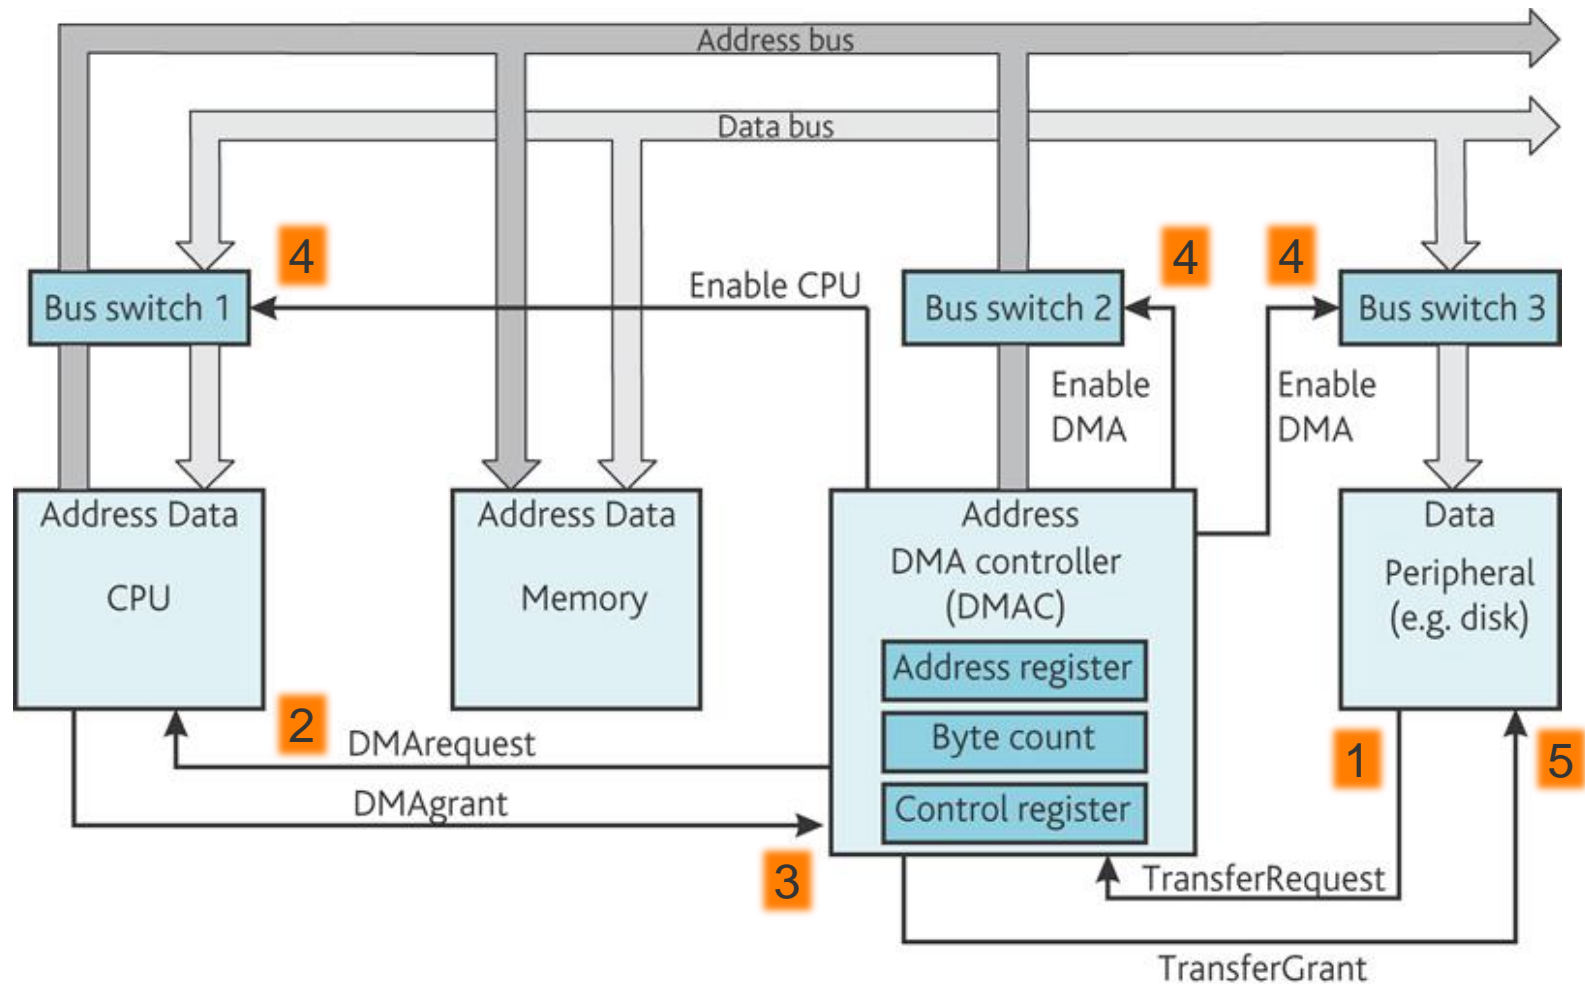 Address bus
Data bus
4
4
4
Enable CPU
Bus switch 1
Bus switch 2
Bus switch 3
Enable
DMA
Enable
DMA
Address Data
CPU
Address Data
Memory
Address
DMA controller
(DMAC)
Address register
Byte count
Control register
Data
Peripheral
(e.g. disk)
2
DMArequest
DMAgrant
3
1
5
TransferRequest
TransferGrant